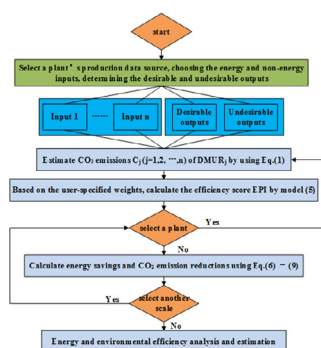 start
Select a plant's production data source, choosing the energy and non-energy
inputs, determining the desirable and undesirable outputs
Input 1
······
Input n
Desirable
outputs
Undesirable
outputs
Estimate CO₂ emissions Cⱼ (j=1,2, ···,n) of DMURⱼ by using Eq.(1)
Based on the user-specified weights, calculate the efficiency score EPI by model (5)
select a plant
Yes
No
Calculate energy savings and CO₂ emission reductions using Eq.(6) − (9)
Yes
select another
scale
No
Energy and environmental efficiency analysis and estimation